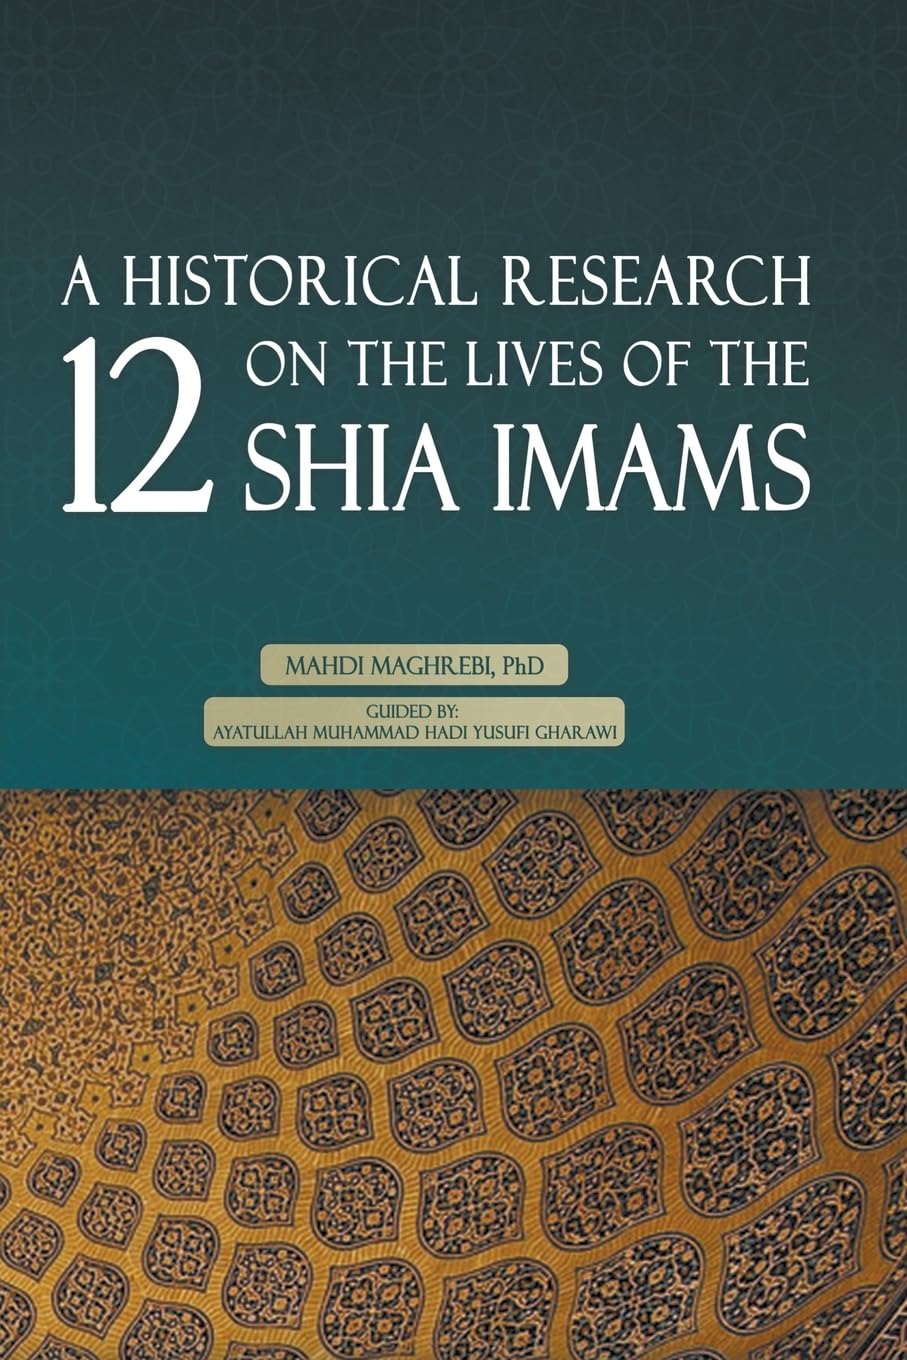 A HISTORICAL RESEARCH
12 ON THE LIVES OF THE
SHIA IMAMS
MAHDI MAGHREBI, PhD
GUIDED BY:
AYATULLAH MUHAMMAD HADI YUSUFI GHARAWI